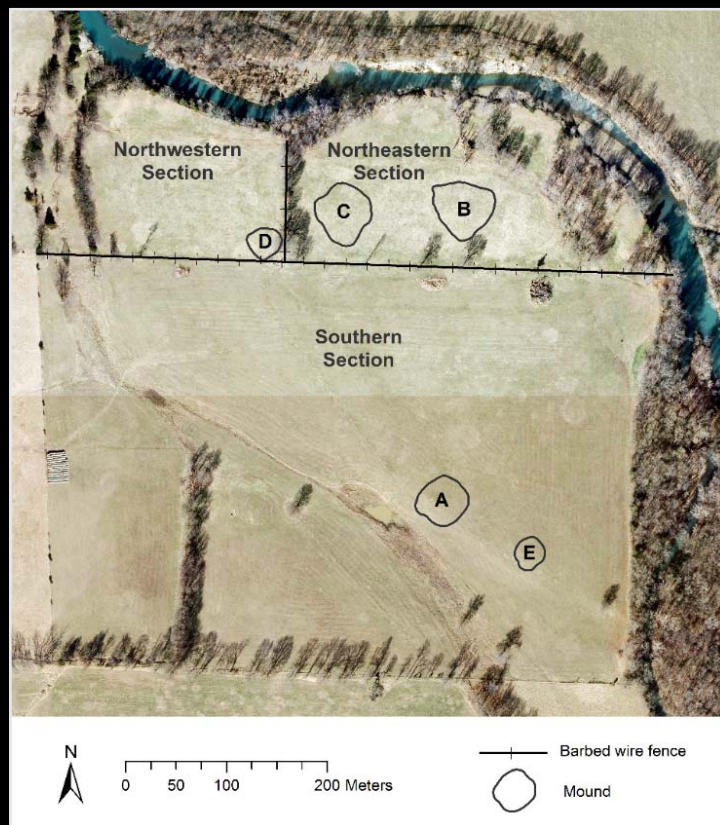 Northwestern
Section
Northeastern
Section
C
B
D
Southern
Section
A
E
N
0 50 100 200 Meters
Barbed wire fence
Mound